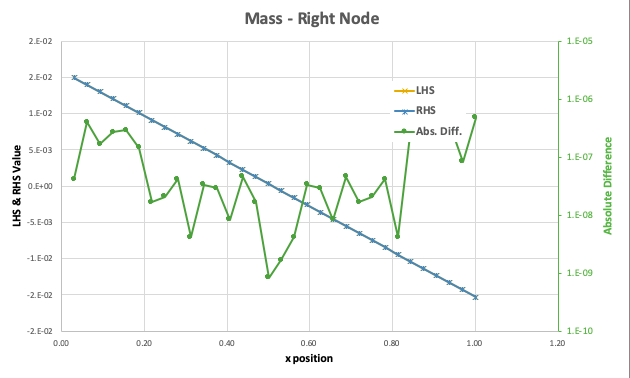 Mass - Right Node
2.E-02
2.E-02
1.E-02
5.E-03
0.E+00
-5.E-03
-1.E-02
-2.E-02
-2.E-02
LHS & RHS Value
LHS
RHS
Abs. Diff.
1.E-05
1.E-06
1.E-07
1.E-08
1.E-09
1.E-10
Absolute Difference
0.00 0.20 0.40 0.60 0.80 1.00 1.20
x position